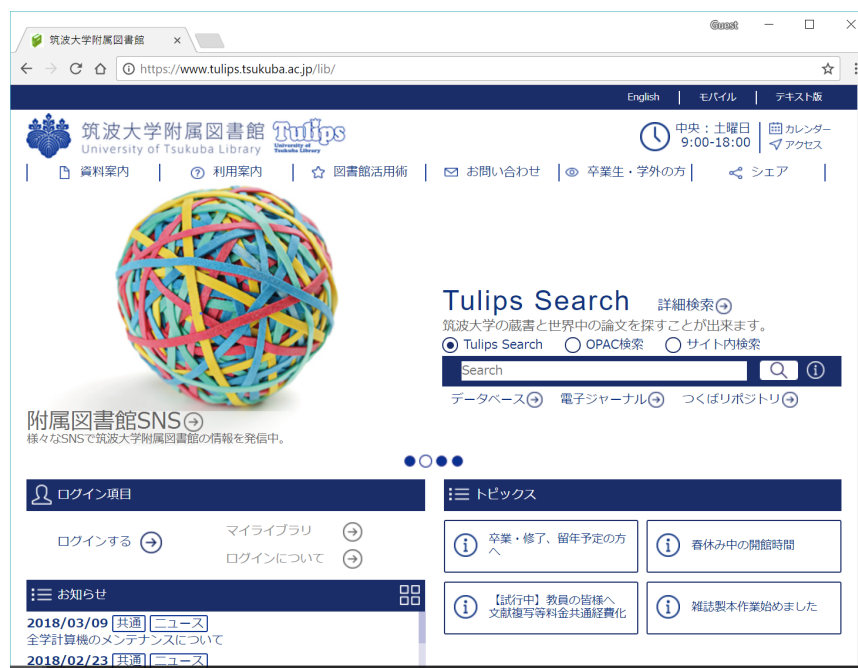 Guest
筑波大学附属図書館
https://www.tulips.tsukuba.ac.jp/lib/
English モバイル テキスト版
筑波大学附属図書館 Tulips
University of Tsukuba Library University of Tsukuba Library
中央：土曜日
9:00-18:00
カレンダー
アクセス
資料案内 利用案内 図書館活用術 お問い合わせ 卒業生・学外の方 シェア
Tulips Search 詳細検索
筑波大学の蔵書と世界中の論文を探すことが出来ます。
Tulips Search OPAC検索 サイト内検索
Search
データベース 電子ジャーナル つくばリポジトリ
附属図書館SNS
様々なSNSで筑波大学附属図書館の情報を発信中。
ログイン項目
ログインする
マイライブラリ
ログインについて
お知らせ
2018/03/09 共通 ニュース
全学計算機のメンテナンスについて
2018/02/23 共通 ニュース
トピックス
卒業・修了、留年予定の方
へ
春休み中の開館時間
【試行中】教員の皆様へ
文献複写等料金共通経費化
雑誌製本作業始めました